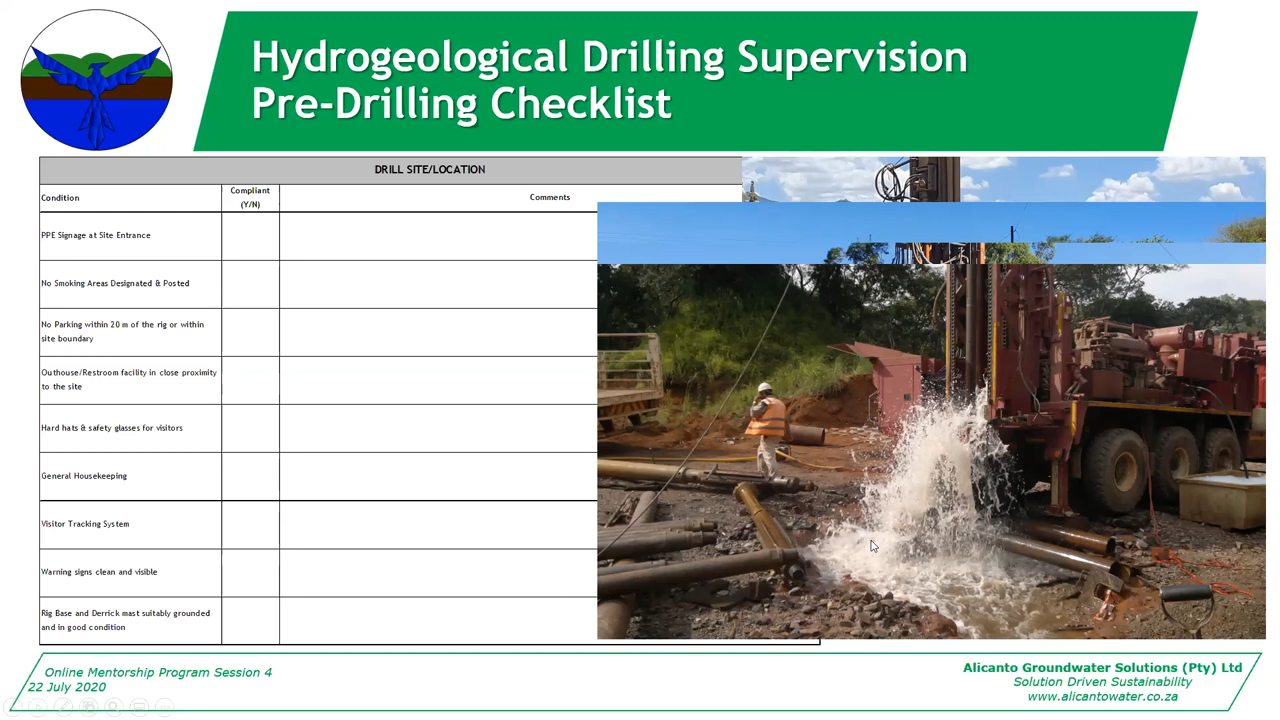 Hydrogeological Drilling Supervision
Pre-Drilling Checklist
DRILL SITE/LOCATION
Condition
Compliant
(Y/N)
Comments
PPE Signage at Site Entrance
No Smoking Areas Designated & Posted
No Parking within 20 m of the rig or within
site boundary
Outhouse/Restroom facility in close proximity
to the site
Hard hats & safety glasses for visitors
General Housekeeping
Visitor Tracking System
Warning signs clean and visible
Rig Base and Derrick mast suitably grounded
and in good condition
Online Mentorship Program Session 4
22 July 2020
Alicanto Groundwater Solutions (Pty) Ltd
Solution Driven Sustainability
www.alicantowater.co.za